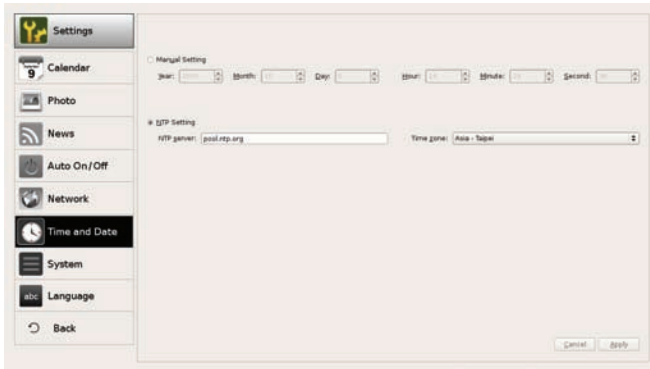 Settings
Calendar
9
Photo
News
Auto On/Off
Network
Time and Date
System
abc Language
Back
Manual Setting
Year: Month: Day: Hour: Minute: Second:
NTP Setting
NTP server: pool.ntp.org Time zone: Asia - Taipei
Cancel Apply